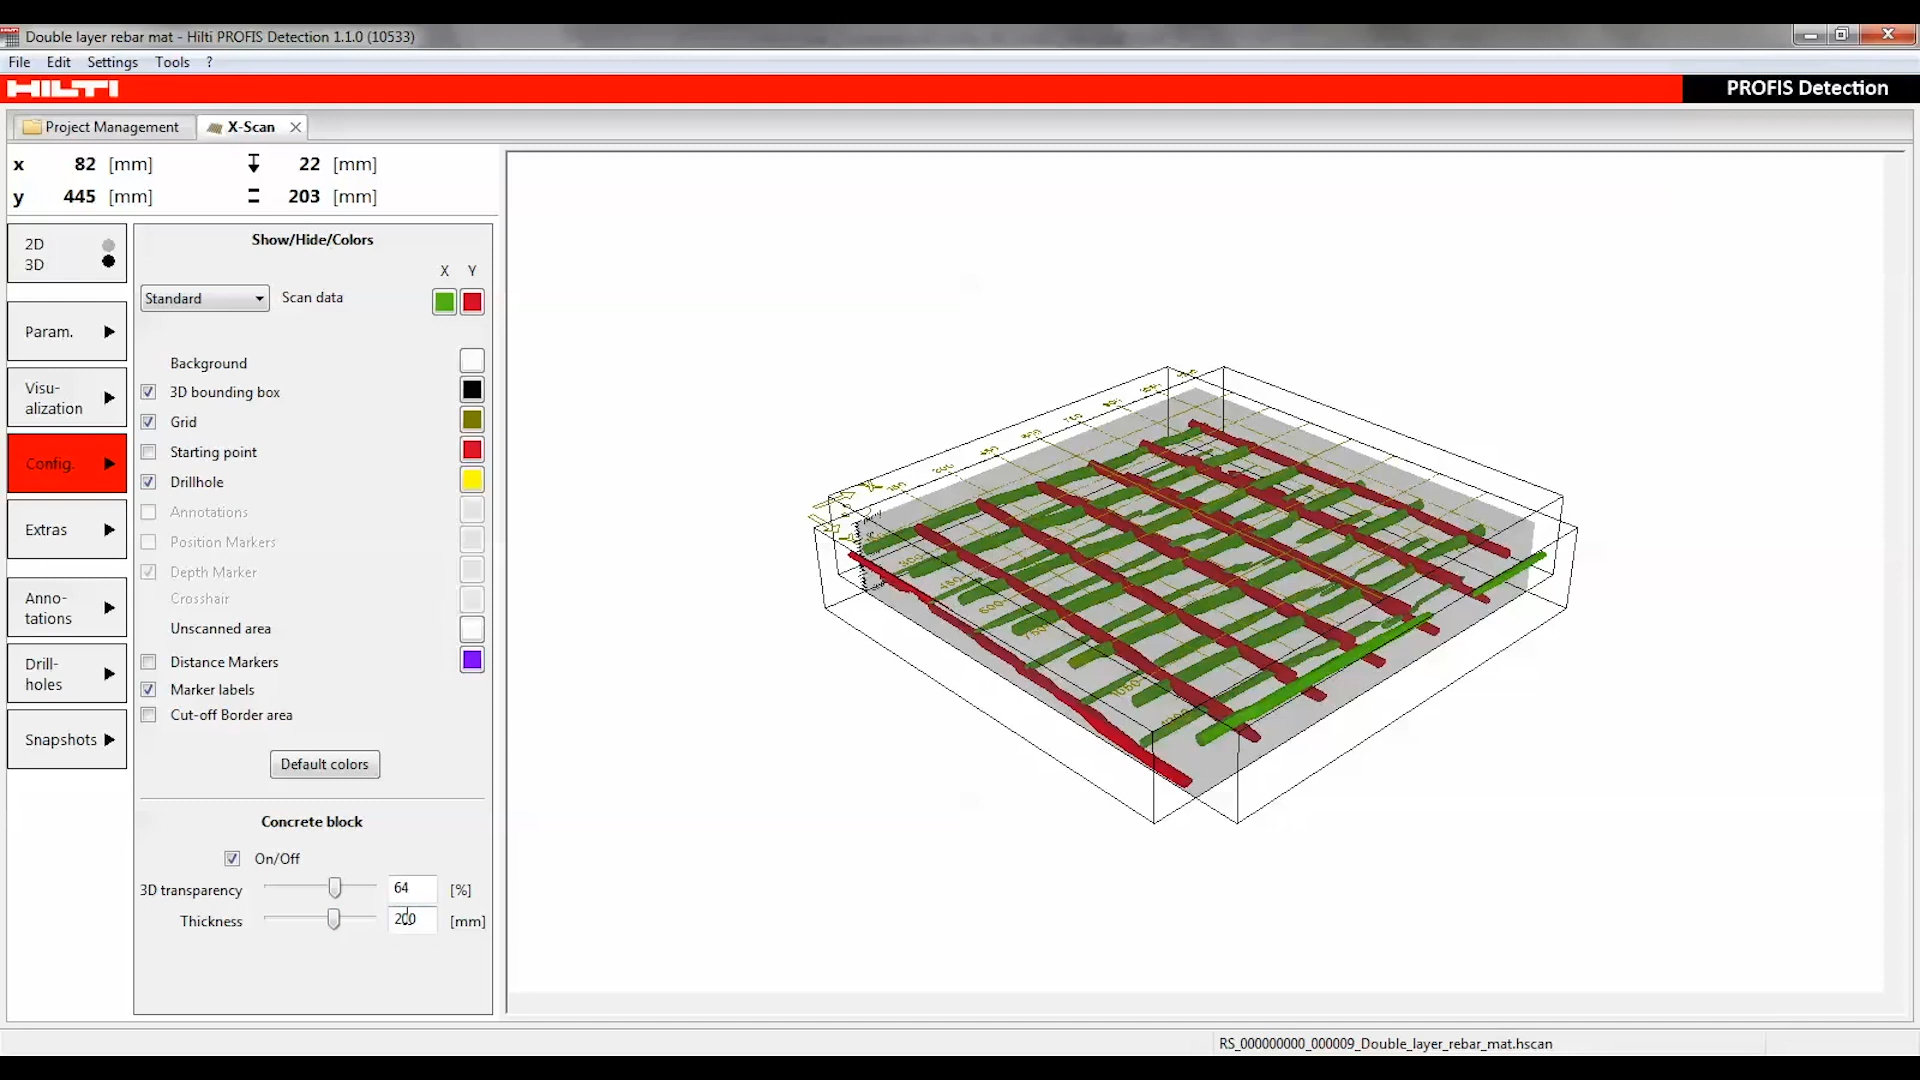 Double layer rebar mat - Hilti PROFIS Detection 1.1.0 (10533)
File Edit Settings Tools ?
HILTI
PROFIS Detection
Project Management
X-Scan
x 82 [mm] 22 [mm]
y 445 [mm] 203 [mm]
2D
3D
Param.
Visu-
alization
Config.
Extras
Anno-
tations
Drill-
holes
Snapshots
Show/Hide/Colors
X Y
Standard Scan data
Background
3D bounding box
Grid
Starting point
Drillhole
Annotations
Position Markers
Depth Marker
Crosshair
Unscanned area
Distance Markers
Marker labels
Cut-off Border area
Default colors
Concrete block
On/Off
3D transparency 64 [%]
Thickness 200 [mm]
RS_000000000_000009_Double_layer_rebar_mat.hscan